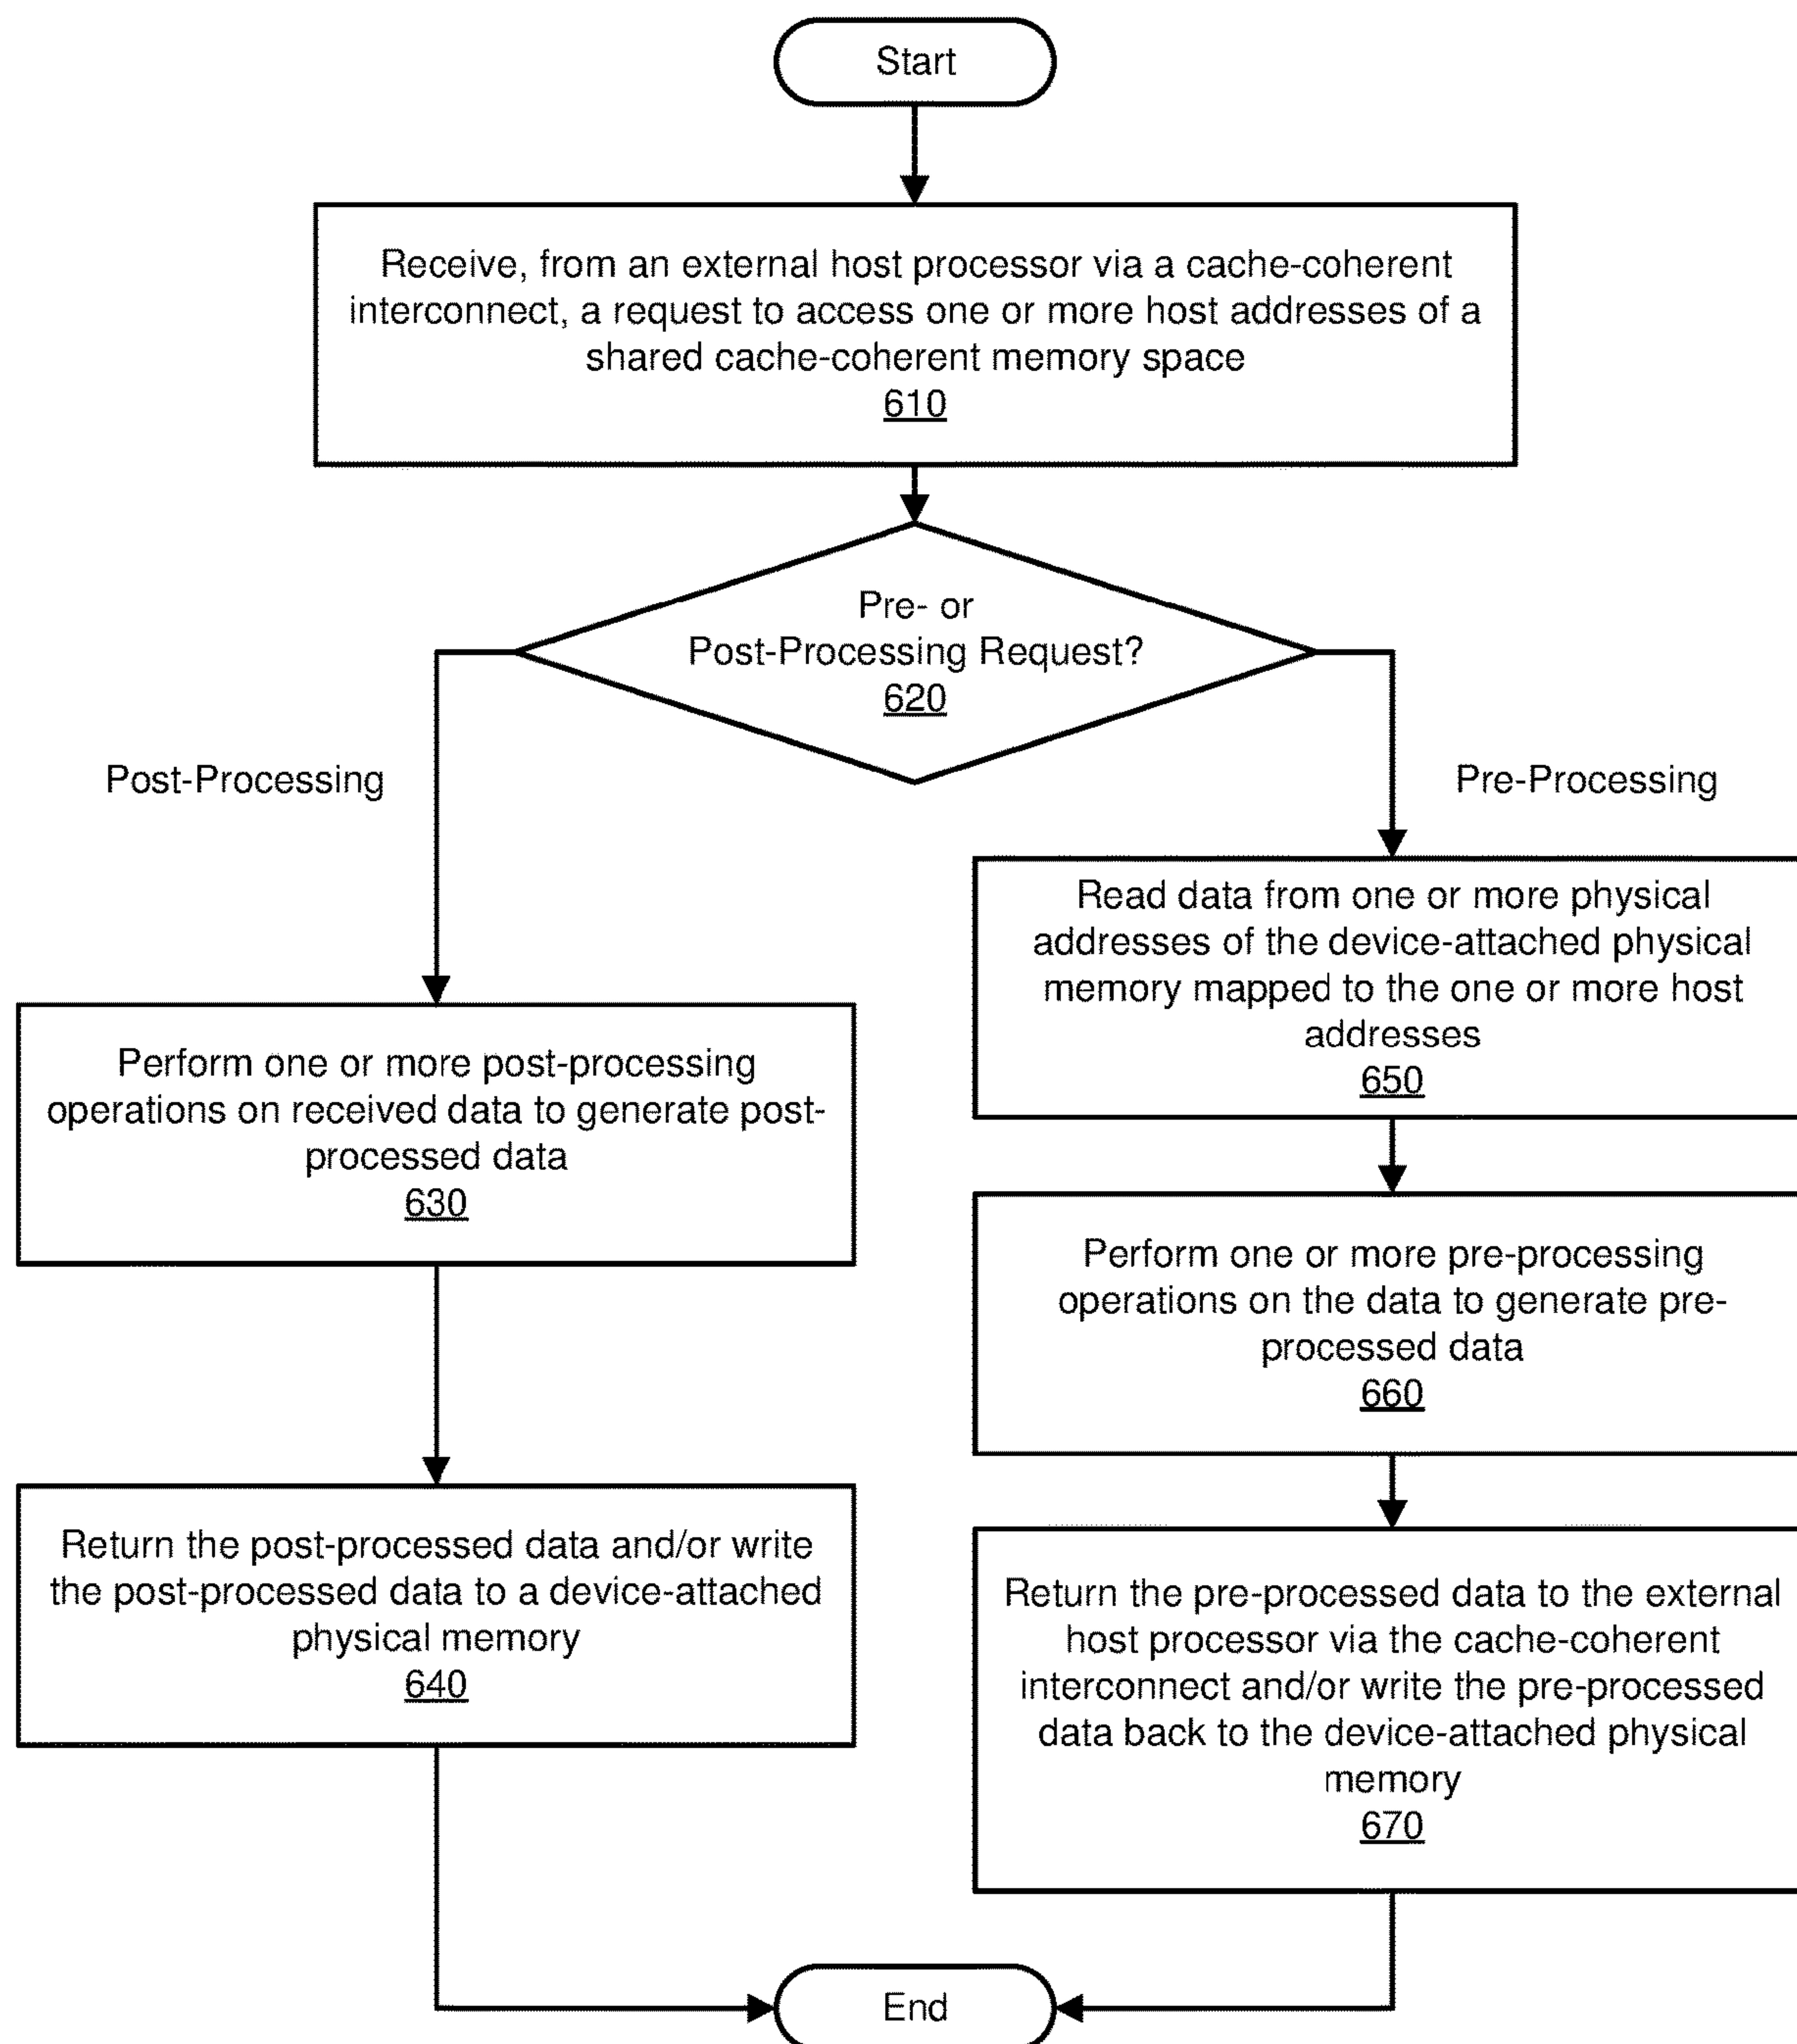 Start
Receive, from an external host processor via a cache-coherent
interconnect, a request to access one or more host addresses of a
shared cache-coherent memory space
610
Pre- or
Post-Processing Request?
620
Post-Processing
Pre-Processing
Perform one or more post-processing
operations on received data to generate post-
processed data
630
Return the post-processed data and/or write
the post-processed data to a device-attached
physical memory
640
Read data from one or more physical
addresses of the device-attached physical
memory mapped to the one or more host
addresses
650
Perform one or more pre-processing
operations on the data to generate pre-
processed data
660
Return the pre-processed data to the external
host processor via the cache-coherent
interconnect and/or write the pre-processed
data back to the device-attached physical
memory
670
End